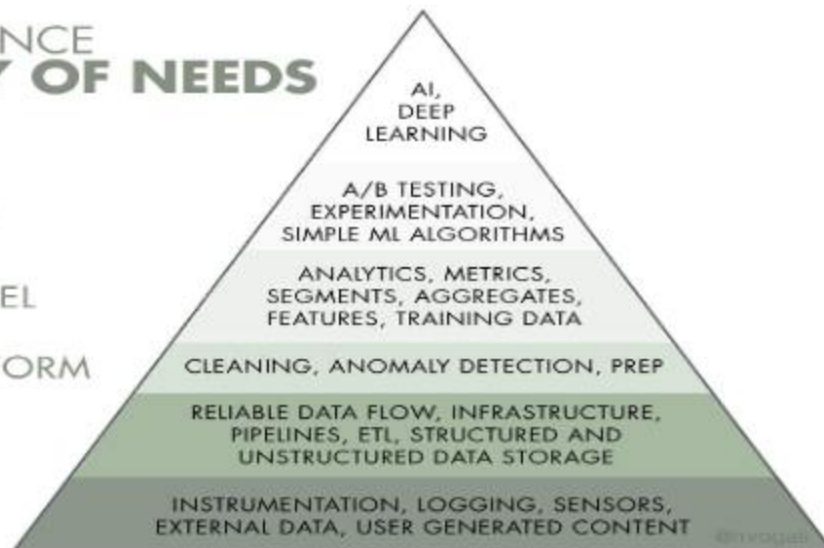 NCE
Y OF NEEDS
EL
FORM
AI,
DEEP
LEARNING
A/B TESTING,
EXPERIMENTATION,
SIMPLE ML ALGORITHMS
ANALYTICS, METRICS,
SEGMENTS, AGGREGATES,
FEATURES, TRAINING DATA
CLEANING, ANOMALY DETECTION, PREP
RELIABLE DATA FLOW, INFRASTRUCTURE,
PIPELINES, ETL, STRUCTURED AND
UNSTRUCTURED DATA STORAGE
INSTRUMENTATION, LOGGING, SENSORS,
EXTERNAL DATA, USER GENERATED CONTENT